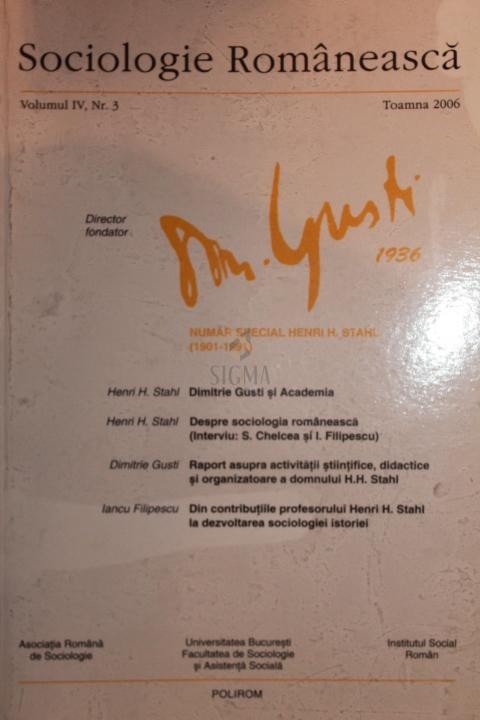 Sociologie Românească
Volumul IV, Nr. 3 Toamna 2006
Director
fondator
Dm. Gusti
1936
NUMĂR SPECIAL HENRI H. STAHL
(1901-1991)
SIGMA
Henri H. Stahl Dimitrie Gusti și Academia
Henri H. Stahl Despre sociologia românească
(Interviu: S. Chelcea și I. Filipescu)
Dimitrie Gusti Raport asupra activității științifice, didactice
și organizatoare a domnului H.H. Stahl
Iancu Filipescu Din contribuțiile profesorului Henri H. Stahl
la dezvoltarea sociologiei istoriei
Asociația Română
de Sociologie
Universitatea București
Facultatea de Sociologie
și Asistență Socială
Institutul Social
Român
POLIROM